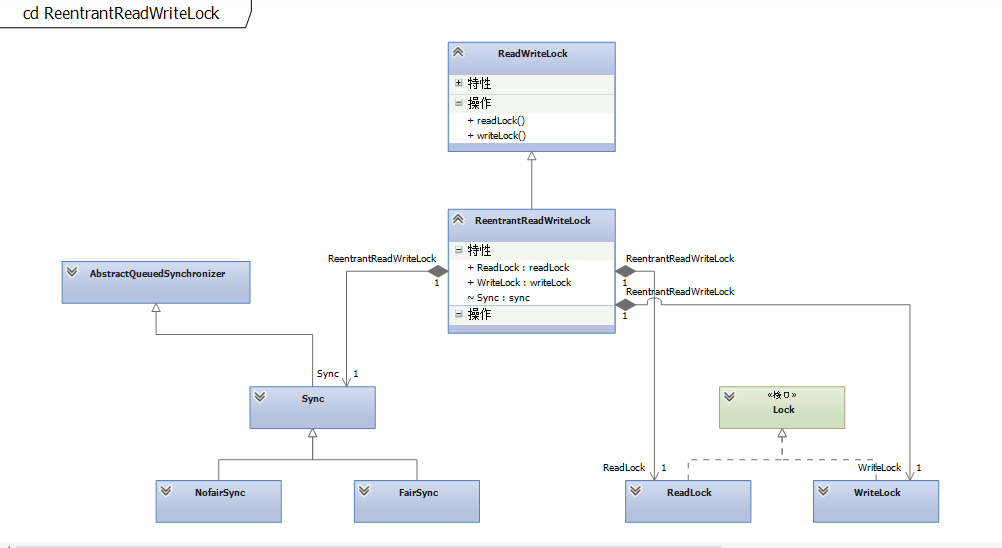 cd ReentrantReadWriteLock
ReadWriteLock
特性
操作
+ readLock()
+ writeLock()
ReentrantReadWriteLock
特性
+ ReadLock : readLock
+ WriteLock : writeLock
~ Sync : sync
操作
ReentrantReadWriteLock
1
ReentrantReadWriteLock
1
ReentrantReadWriteLock
1
AbstractQueuedSynchronizer
Sync 1
Sync
«接口»
Lock
NofairSync
FairSync
ReadLock 1
ReadLock
WriteLock 1
WriteLock